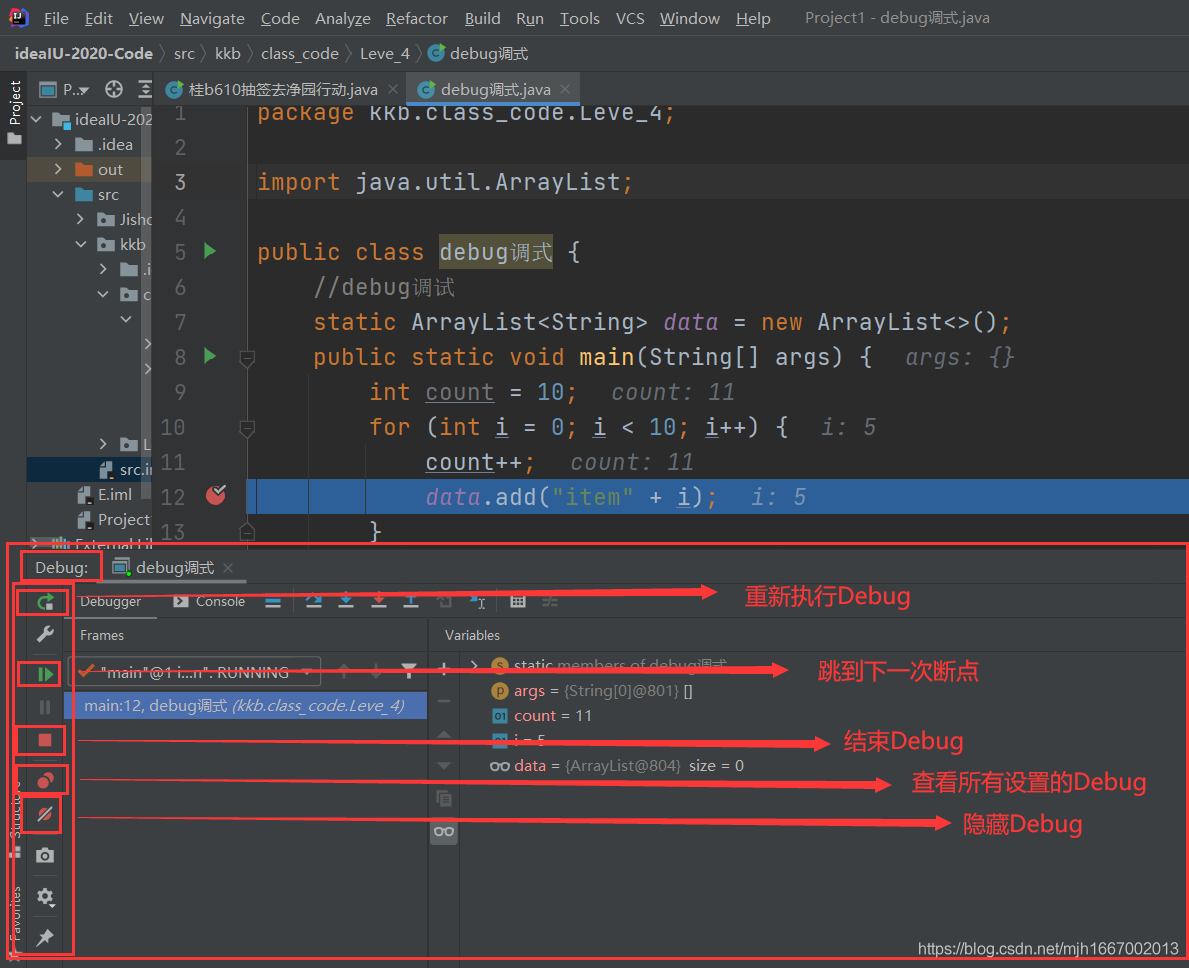 File Edit View Navigate Code Analyze Refactor Build Run Tools VCS Window Help Project1 - debug调式.java
ideaIU-2020-Code src kkb class_code Leve_4 debug调式
Project
P... 桂b610抽签去净园行动.java debug调式.java
ideaIU-202
.idea
out
src
Jisho
kkb
.i
c
L
src.i
E.iml
Project
External Lib
1 package kkb.class_code.Leve_4;
2
3 import java.util.ArrayList;
4
5 public class debug调式 {
6 //debug调试
7 static ArrayList<String> data = new ArrayList<>();
8 public static void main(String[] args) { args: {}
9 int count = 10; count: 11
10 for (int i = 0; i < 10; i++) { i: 5
11 count++; count: 11
12 data.add("item" + i); i: 5
13 }
Debug: debug调式
Debugger Console
重新执行Debug
Frames Variables
"main"@1 i...n": RUNNING
static members of debug调式
跳到下一次断点
main:12, debug调式 (kkb.class_code.Leve_4)
args = {String[0]@801} []
count = 11
i = 5
结束Debug
data = {ArrayList@804} size = 0
查看所有设置的Debug
隐藏Debug
Structure
Favorites
https://blog.csdn.net/mjh1667002013